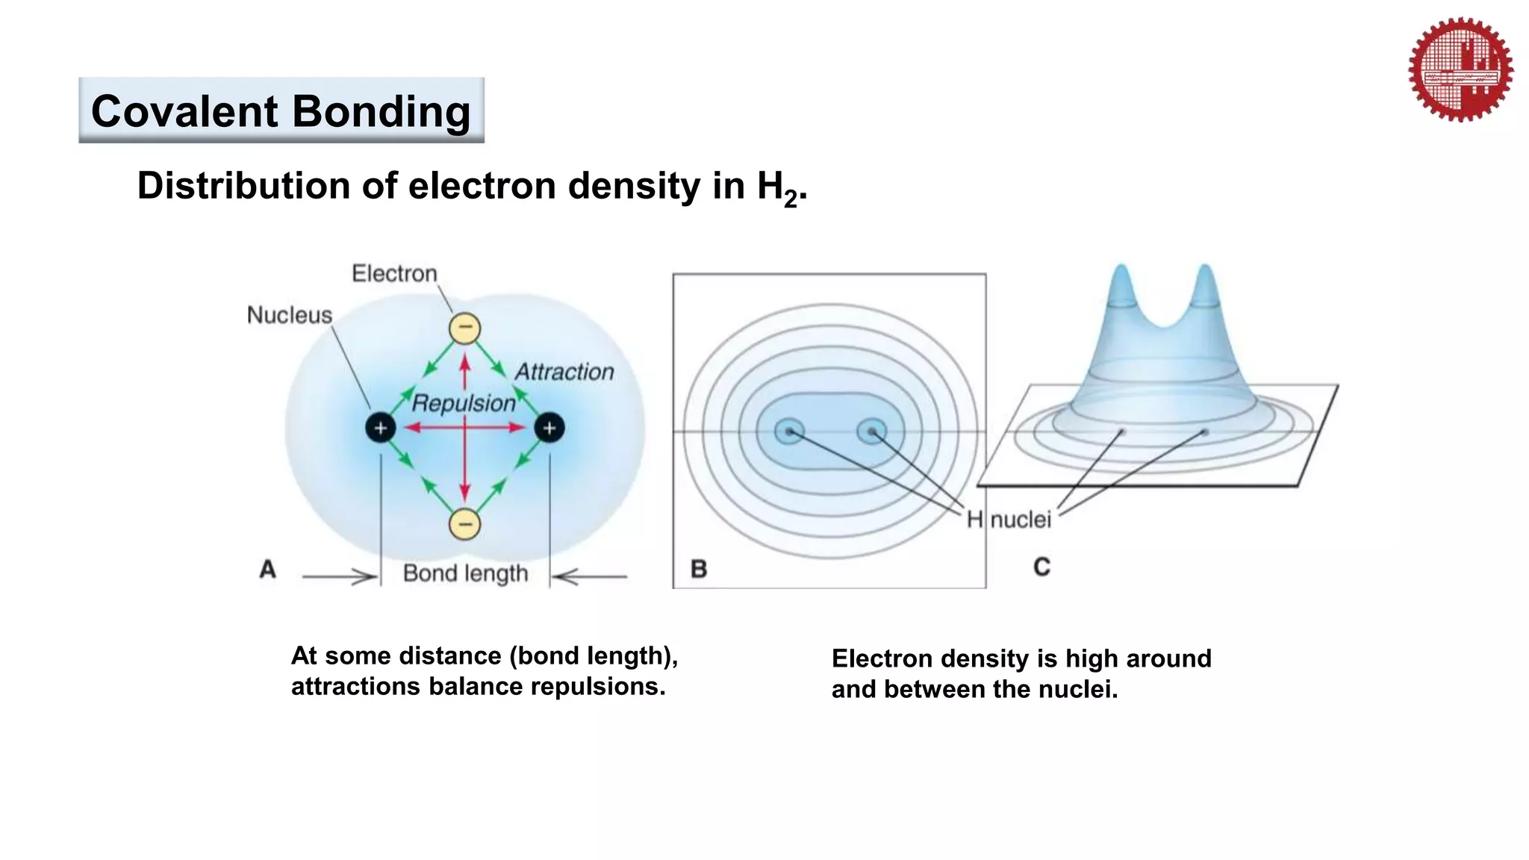 Covalent Bonding
Distribution of electron density in H₂.
Electron
Nucleus
−
Attraction
Repulsion
+
+
−
A
Bond length
B
H nuclei
C
At some distance (bond length),
attractions balance repulsions.
Electron density is high around
and between the nuclei.